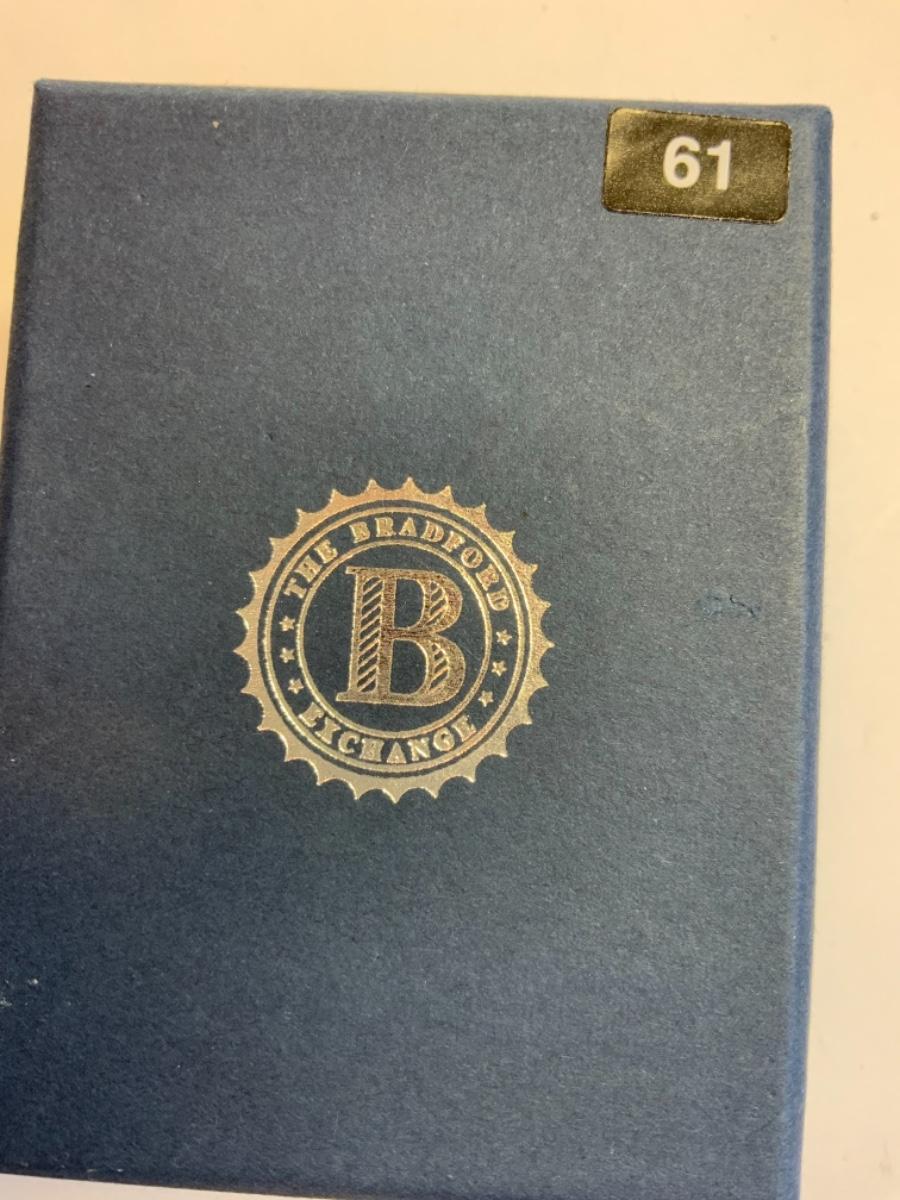 61
THE BRADFORD
B
EXCHANGE